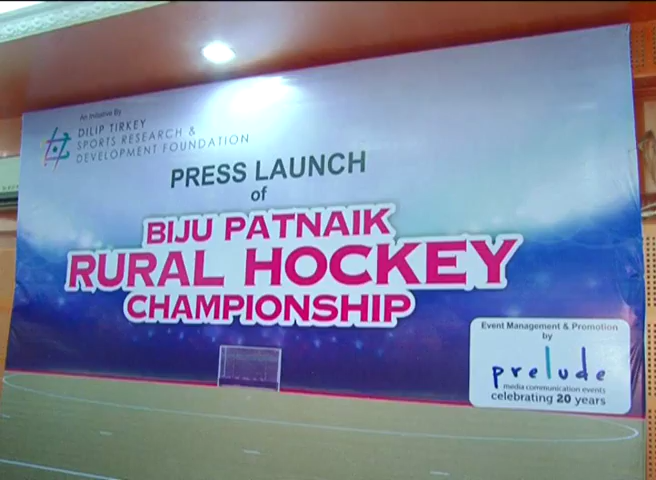 An Initiative By
DILIP TIRKEY
SPORTS RESEARCH &
DEVELOPMENT FOUNDATION
PRESS LAUNCH
of
BIJU PATNAIK
RURAL HOCKEY
CHAMPIONSHIP
Event Management & Promotion
by
prelude
media communication events
celebrating 20 years